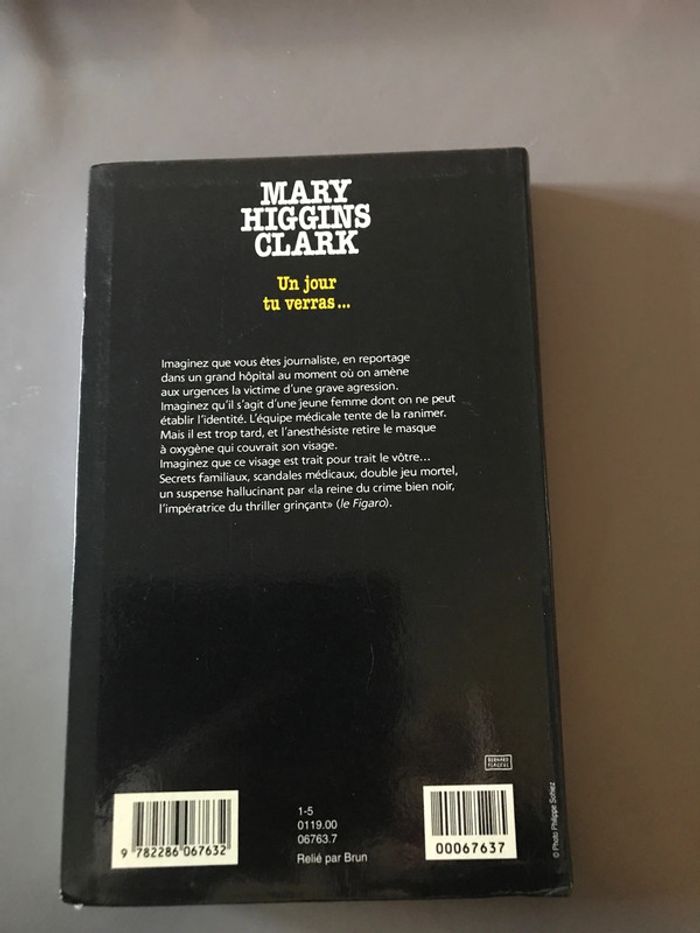 MARY
HIGGINS
CLARK
Un jour
tu verras...
Imaginez que vous êtes journaliste, en reportage
dans un grand hôpital au moment où on amène
aux urgences la victime d'une grave agression.
Imaginez qu'il s'agit d'une jeune femme dont on ne peut
établir l'identité. L'équipe médicale tente de la ranimer.
Mais il est trop tard, et l'anesthésiste retire le masque
à oxygène qui couvrait son visage.
Imaginez que ce visage est trait pour trait le vôtre...
Secrets familiaux, scandales médicaux, double jeu mortel,
un suspense hallucinant par «la reine du crime bien noir,
l'impératrice du thriller grinçant» (le Figaro).
BERNARD
© Photo Philippe Sohiez
1-5
0119.00
06763.7
Relié par Brun
9 782286 067632
00067637